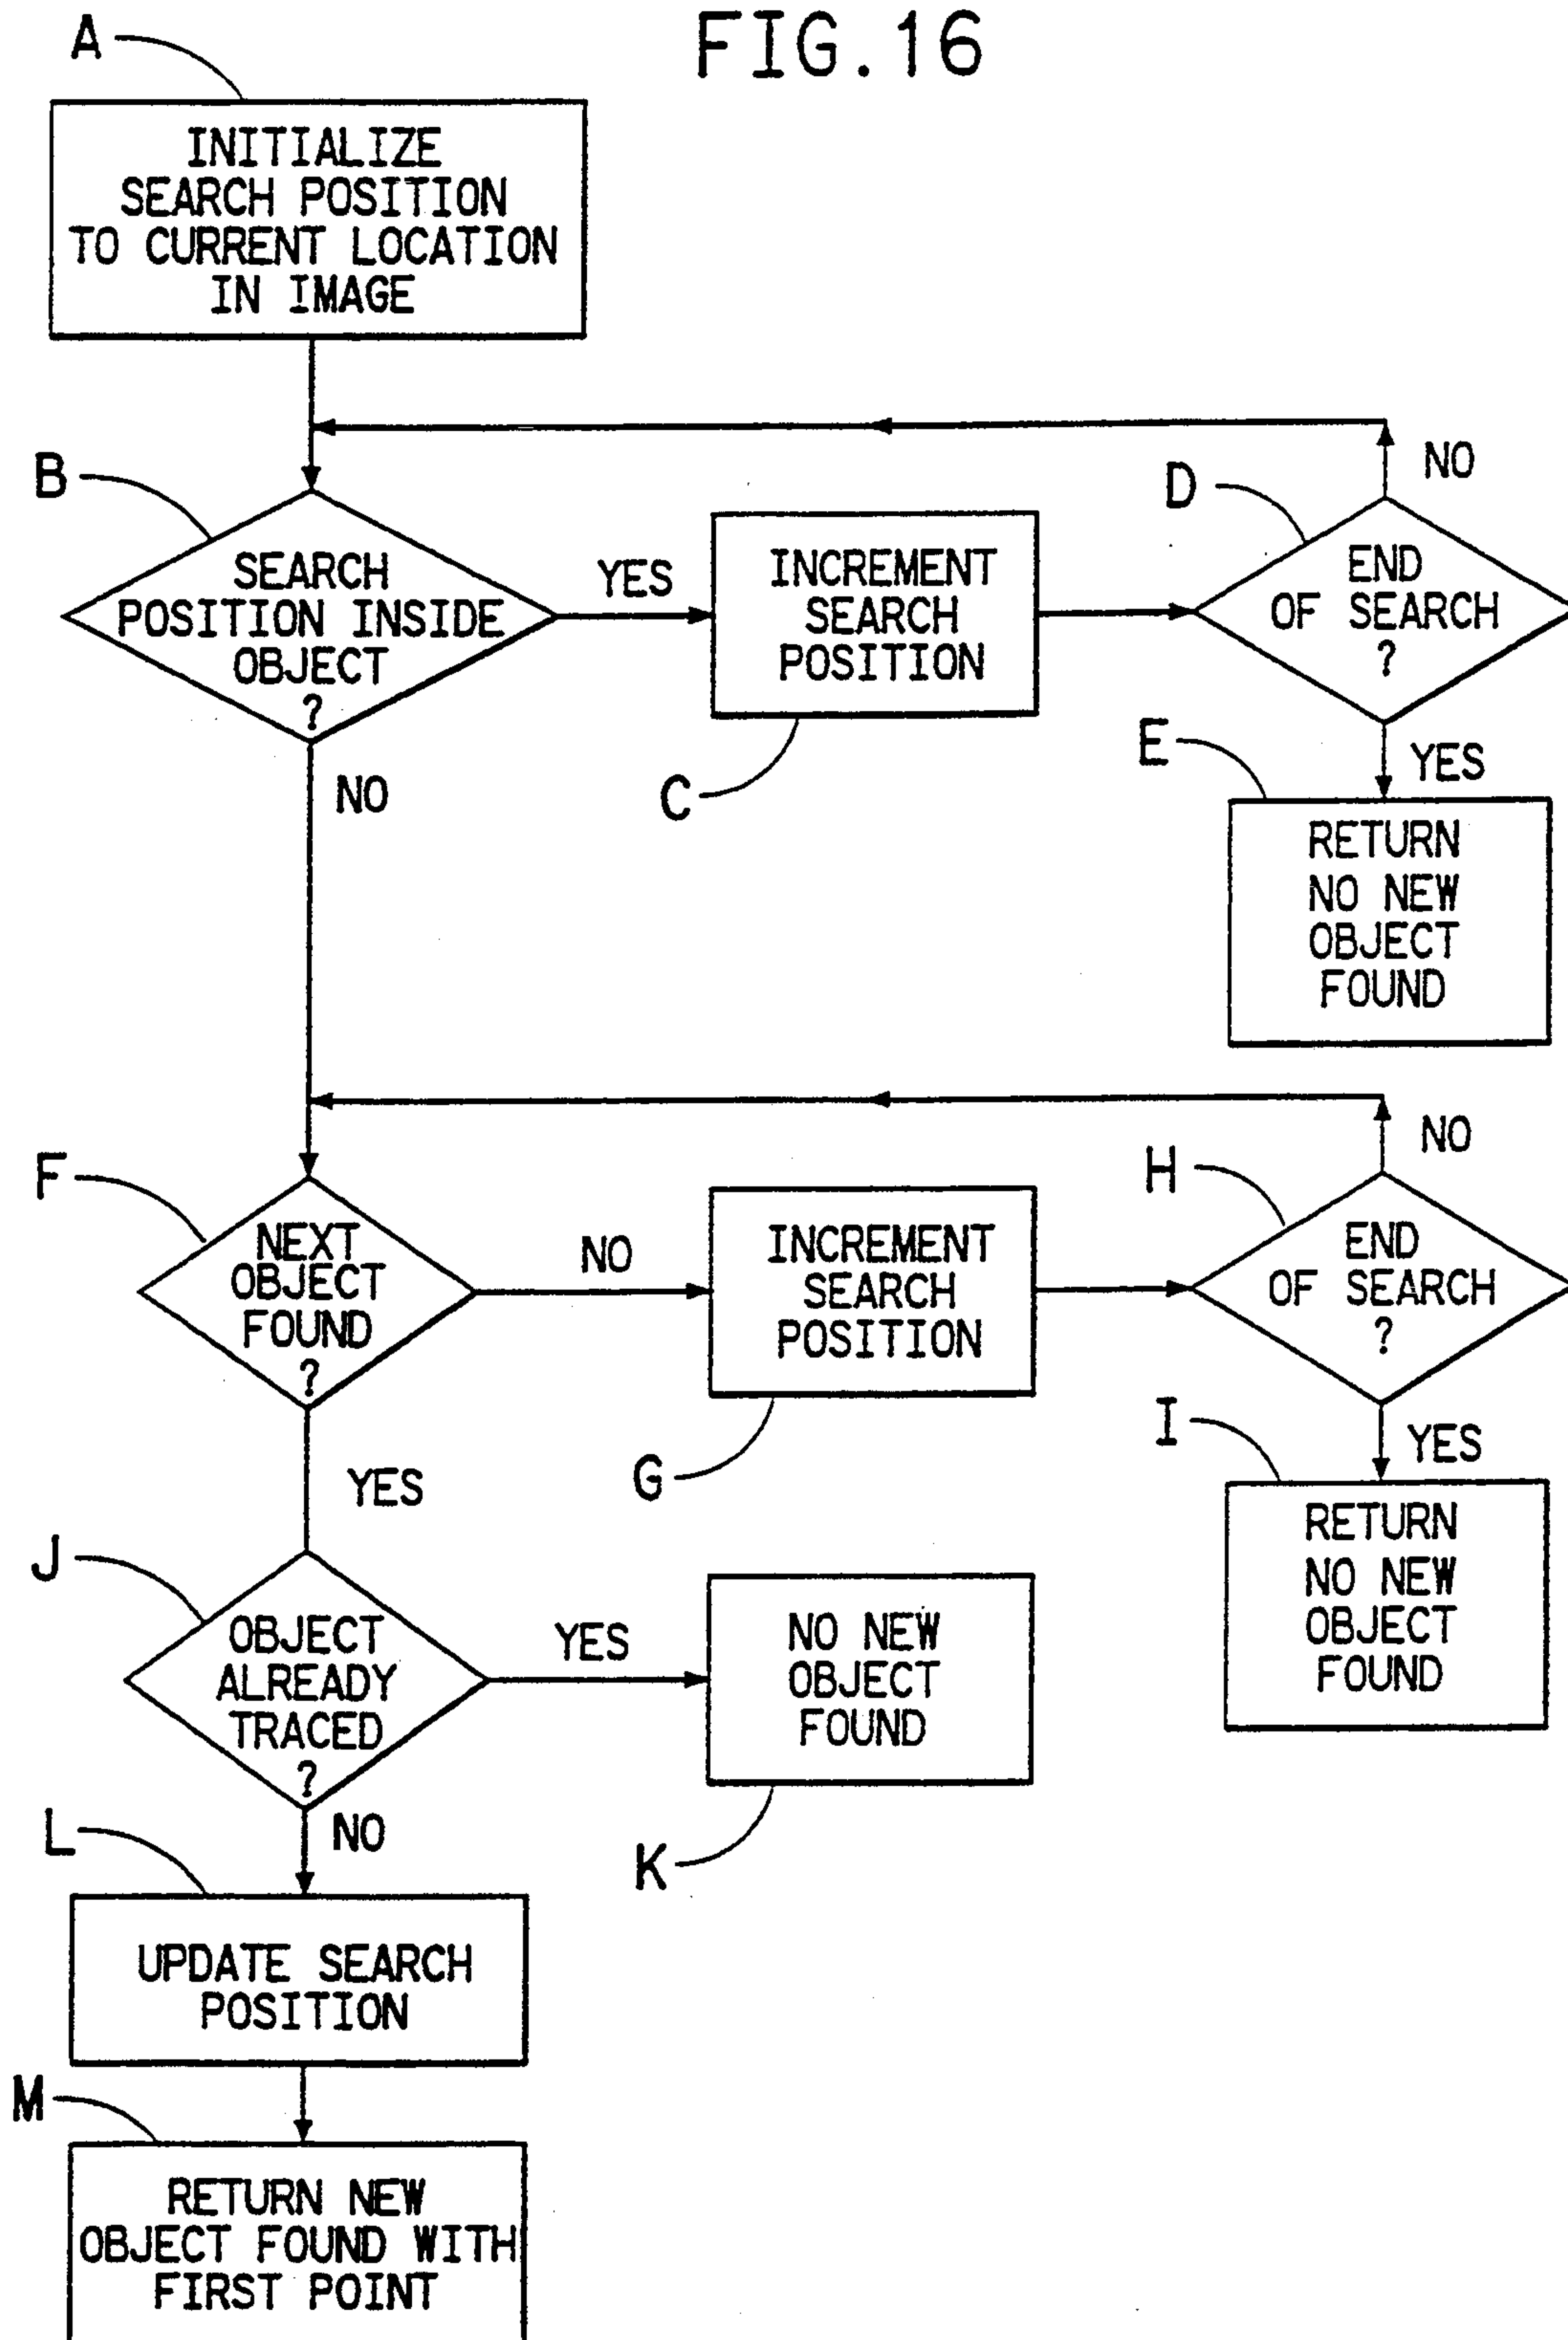 FIG.16
A
INITIALIZE
SEARCH POSITION
TO CURRENT LOCATION
IN IMAGE
B
SEARCH
POSITION INSIDE
OBJECT
?
YES
NO
INCREMENT
SEARCH
POSITION
C
D
END
OF SEARCH
?
NO
YES
E
RETURN
NO NEW
OBJECT
FOUND
F
NEXT
OBJECT
FOUND
?
NO
YES
INCREMENT
SEARCH
POSITION
G
H
END
OF SEARCH
?
NO
YES
I
RETURN
NO NEW
OBJECT
FOUND
J
OBJECT
ALREADY
TRACED
?
YES
NO
NO NEW
OBJECT
FOUND
K
L
UPDATE SEARCH
POSITION
M
RETURN NEW
OBJECT FOUND WITH
FIRST POINT